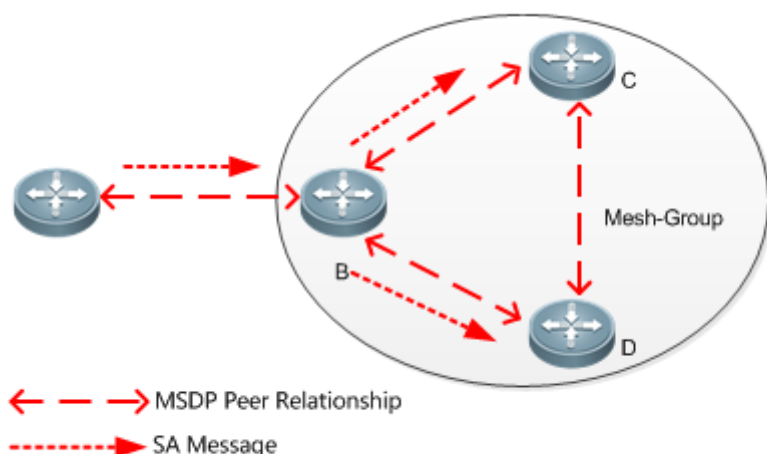 C
Mesh-Group
B
D
MSDP Peer Relationship
SA Message